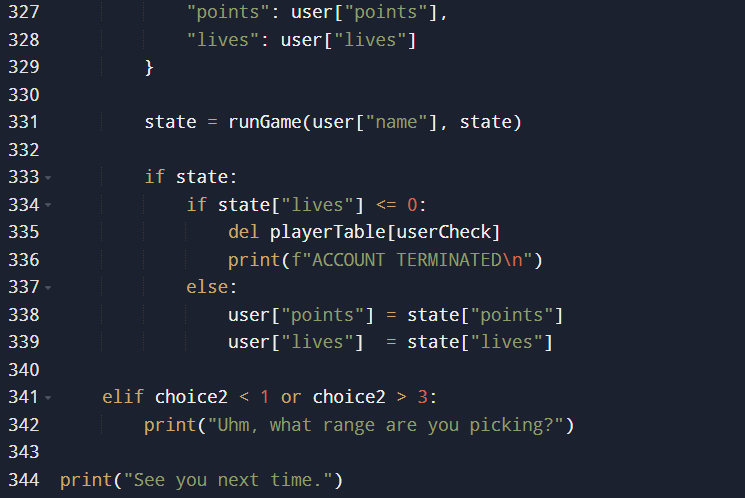 327             "points": user["points"],
328             "lives": user["lives"]
329         }
330
331         state = runGame(user["name"], state)
332
333         if state:
334             if state["lives"] <= 0:
335                 del playerTable[userCheck]
336                 print(f"ACCOUNT TERMINATED\n")
337             else:
338                 user["points"] = state["points"]
339                 user["lives"]  = state["lives"]
340
341     elif choice2 < 1 or choice2 > 3:
342         print("Uhm, what range are you picking?")
343
344 print("See you next time.")